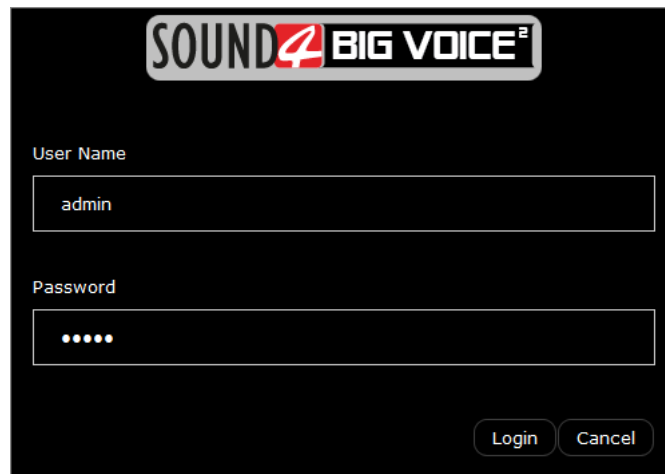 SOUND4 BIG VOICE²
User Name
admin
Password
•••••
Login Cancel